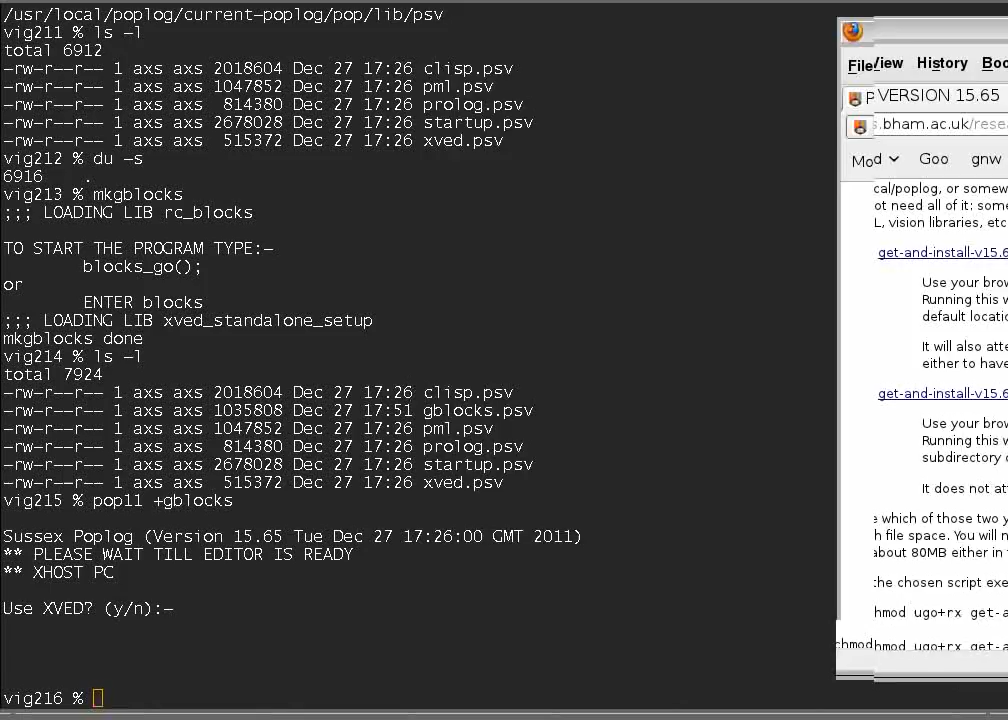 /usr/local/poplog/current-poplog/pop/lib/psv
vig211 % ls -l
total 6912
-rw-r--r-- 1 axs axs 2018604 Dec 27 17:26 clisp.psv
-rw-r--r-- 1 axs axs 1047852 Dec 27 17:26 pml.psv
-rw-r--r-- 1 axs axs  814380 Dec 27 17:26 prolog.psv
-rw-r--r-- 1 axs axs 2678028 Dec 27 17:26 startup.psv
-rw-r--r-- 1 axs axs  515372 Dec 27 17:26 xved.psv
vig212 % du -s
6916    .
vig213 % mkgblocks
;;; LOADING LIB rc_blocks
TO START THE PROGRAM TYPE:-
blocks_go();
or
ENTER blocks
;;; LOADING LIB xved_standalone_setup
mkgblocks done
vig214 % ls -l
total 7924
-rw-r--r-- 1 axs axs 2018604 Dec 27 17:26 clisp.psv
-rw-r--r-- 1 axs axs 1035808 Dec 27 17:51 gblocks.psv
-rw-r--r-- 1 axs axs 1047852 Dec 27 17:26 pml.psv
-rw-r--r-- 1 axs axs  814380 Dec 27 17:26 prolog.psv
-rw-r--r-- 1 axs axs 2678028 Dec 27 17:26 startup.psv
-rw-r--r-- 1 axs axs  515372 Dec 27 17:26 xved.psv
vig215 % pop11 +gblocks
Sussex Poplog (Version 15.65 Tue Dec 27 17:26:00 GMT 2011)
** PLEASE WAIT TILL EDITOR IS READY
** XHOST PC
Use XVED? (y/n):-
vig216 %
File/iew History Boo
P VERSION 15.65
s.bham.ac.uk/resea
Mod Goo gnw
cal/poplog, or somew
ot need all of it: some
L, vision libraries, etc
get-and-install-v15.6
Use your brow
Running this w
default locatio
It will also atte
either to have
get-and-install-v15.6
Use your brow
Running this w
subdirectory o
It does not at
e which of those two y
h file space. You will n
about 80MB either in
the chosen script exe
hmod ugo+rx get-a
chmod hmod ugo+rx get-a